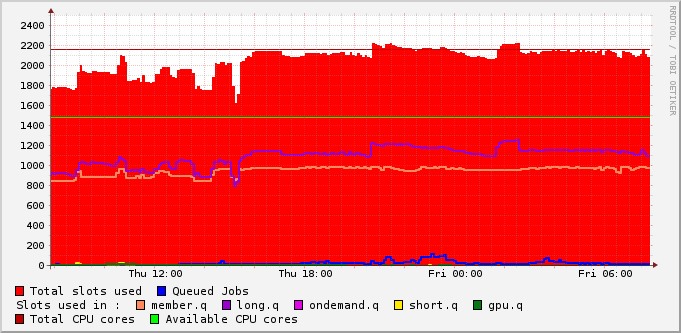 RRDTOOL / TOBI OETIKER
2400
2200
2000
1800
1600
1400
1200
1000
800
600
400
200
0
Thu 12:00 Thu 18:00 Fri 00:00 Fri 06:00
Total slots used Queued Jobs
Slots used in : member.q long.q ondemand.q short.q gpu.q
Total CPU cores Available CPU cores